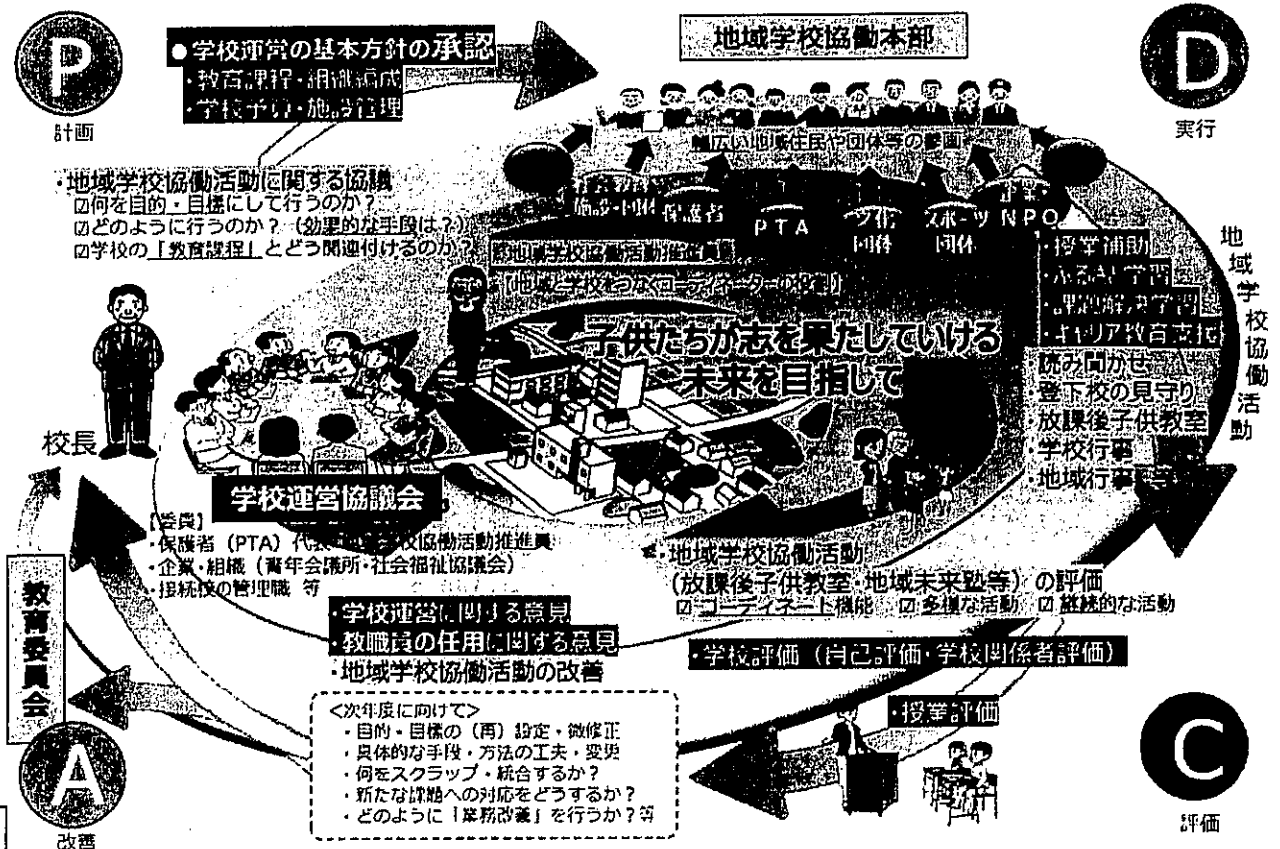 P
計画
●学校運営の基本方針の承認
・教育課程・組織編成
・学校予算・施設管理
地域学校協働本部
D
実行
幅広い地域住民や団体等の参画
・地域学校協働活動に関する協議
☑何を目的・目標にして行うのか?
☑どのように行うのか?(効果的な手段は?)
☑学校の「教育課程」とどう関連付けるのか?
施設・団体
保護者
PTA
文化
団体
スポーツ
団体
企業・
NPO
地域学校協働活動推進員
【地域と学校をつなぐコーディネーターの役割】
・授業補助
・ふるさと学習
・課題解決学習
・キャリア教育支援
読み聞かせ
登下校の見守り
放課後子供教室
学校行事
・地域行事 等
地域学校協働活動
子供たちが志を果たしていける
未来を目指して
校長
学校運営協議会
【委員】
・保護者(PTA)代表・地域学校協働活動推進員
・企業・組織(青年会議所・社会福祉協議会)
・接続校の管理職 等
・地域学校協働活動
(放課後子供教室・地域未来塾等)の評価
☑コーディネート機能 ☑多様な活動 ☑継続的な活動
・学校運営に関する意見
・教職員の任用に関する意見
・地域学校協働活動の改善
・学校評価(自己評価・学校関係者評価)
・授業評価
教育委員会
<次年度に向けて>
・目的・目標の(再)設定・微修正
・具体的な手段・方法の工夫・変更
・何をスクラップ・統合するか?
・新たな課題への対応をどうするか?
・どのように「業務改善」を行うか?等
A
改善
C
評価